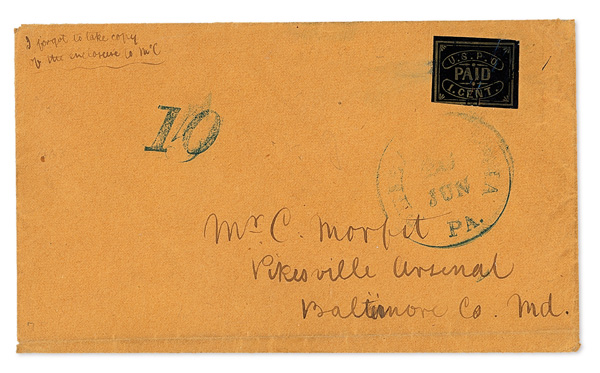 I forgot to take copy
of the enclosure to McC
U.S.P.O.
PAID
1 CENT.
10
JUN
PA.
Mr. C. Morfit
Pikesville Arsenal
Baltimore Co. Md.